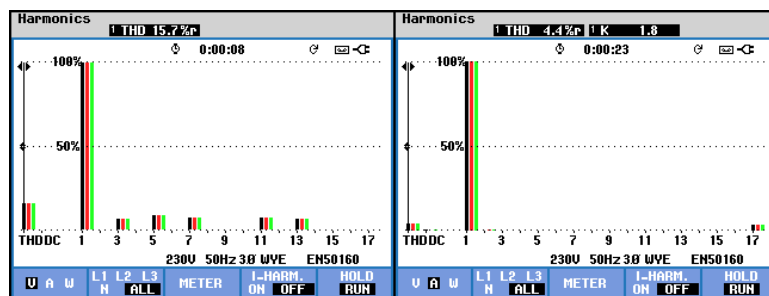 Harmonics
1 THD 15.7%r
0:00:08
100%
50%
THDDC 1 3 5 7 9 11 13 15 17
230V 50Hz 3Ø WYE EN50160
V A W
L1 L2 L3
N ALL
METER
I-HARM.
ON OFF
HOLD
RUN
Harmonics
1 THD 4.4%r 1 K 1.8
0:00:23
100%
50%
THDDC 1 3 5 7 9 11 13 15 17
230V 50Hz 3Ø WYE EN50160
V A W
L1 L2 L3
N ALL
METER
I-HARM.
ON OFF
HOLD
RUN